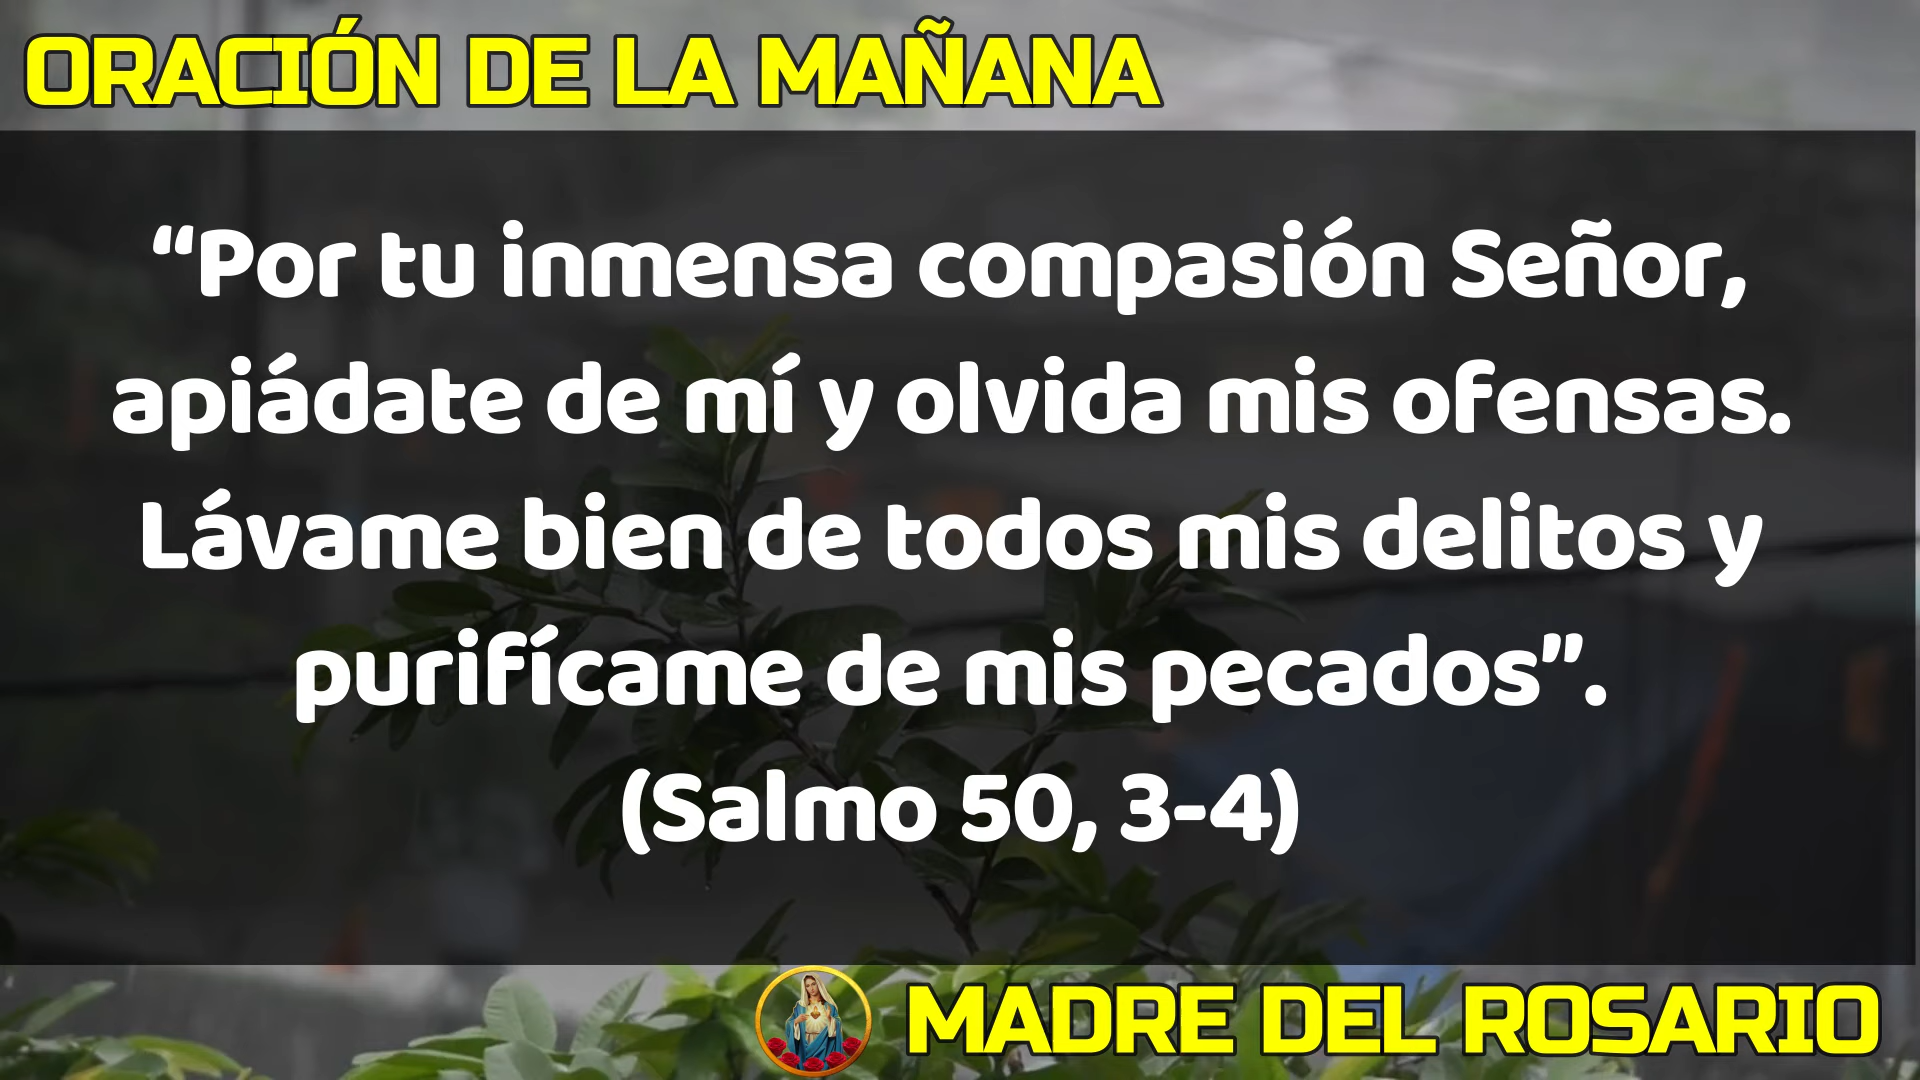 ORACIÓN DE LA MAÑANA
“Por tu inmensa compasión Señor,
apiádate de mí y olvida mis ofensas.
Lávame bien de todos mis delitos y
purifícame de mis pecados”.
(Salmo 50, 3-4)
MADRE DEL ROSARIO